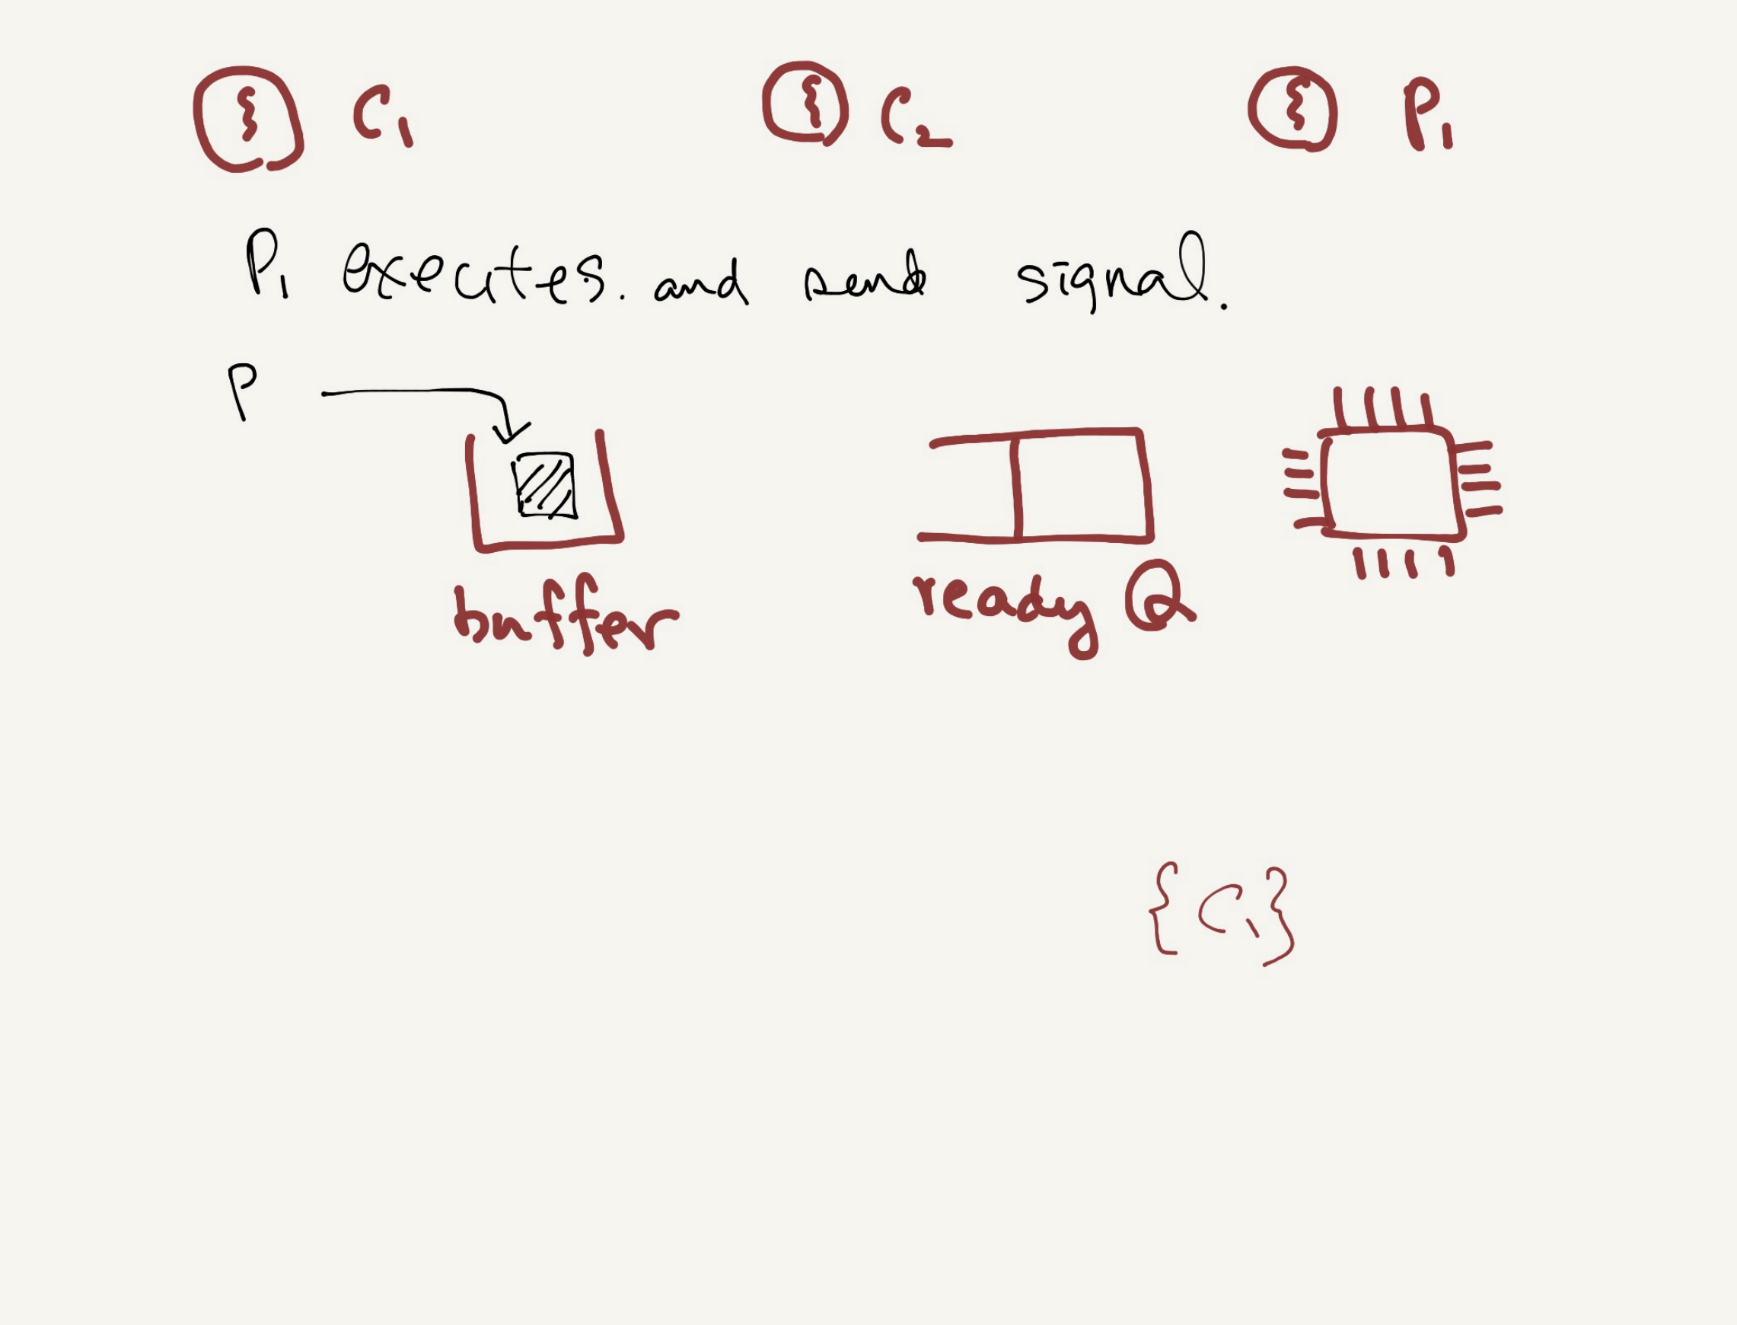 C₁ C₂ P₁
P₁ executes. and send signal.
P
buffer ready Q
{C₁}